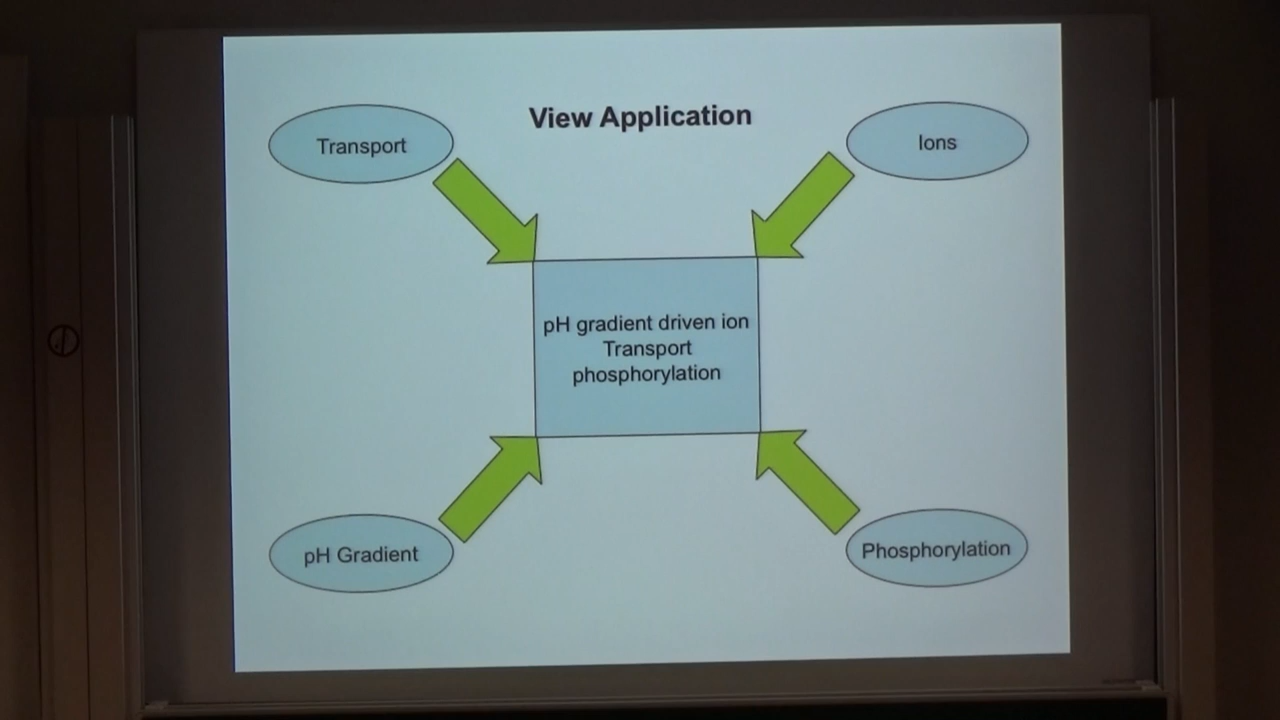 View Application
Transport
Ions
pH gradient driven ion
Transport
phosphorylation
pH Gradient
Phosphorylation